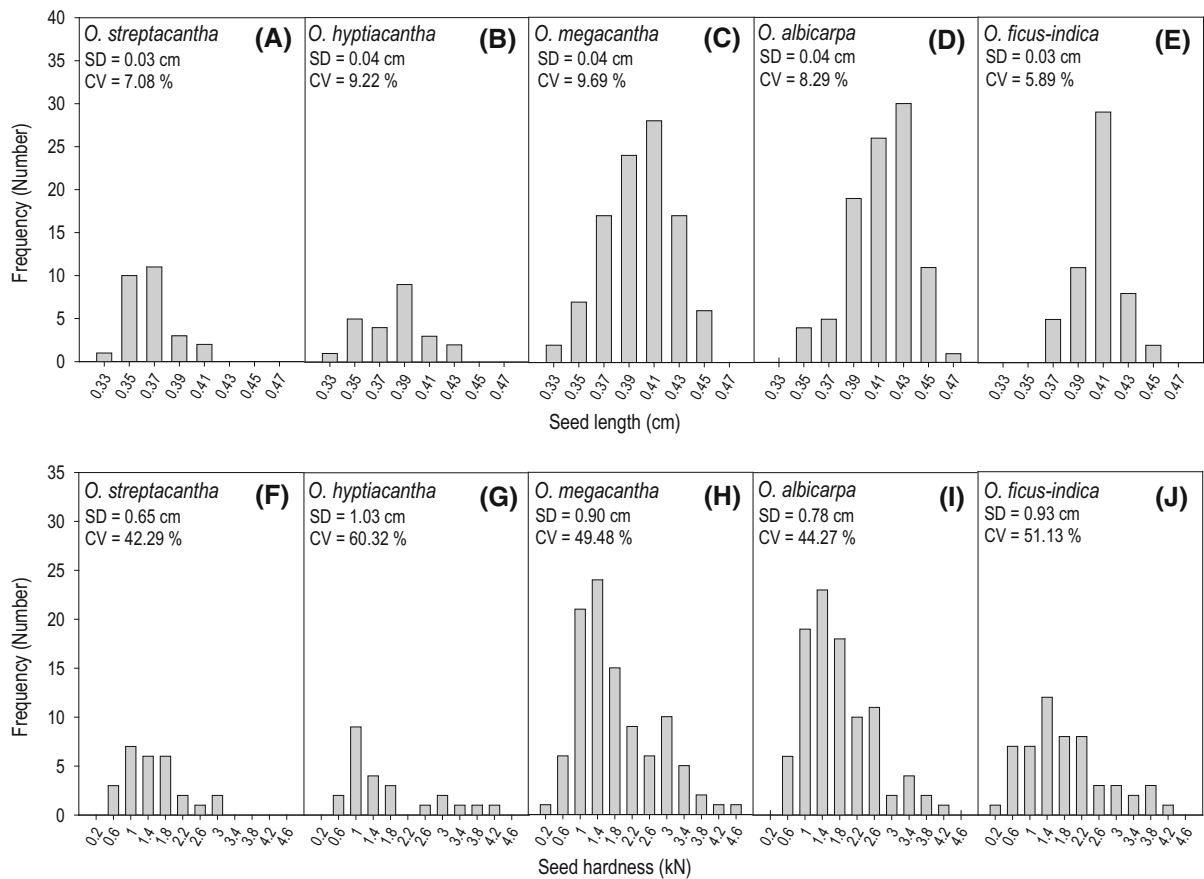 40
35
30
25
20
15
10
5
0
Frequency (Number)
O. streptacantha (A)
SD = 0.03 cm
CV = 7.08 %
O. hyptiacantha (B)
SD = 0.04 cm
CV = 9.22 %
O. megacantha (C)
SD = 0.04 cm
CV = 9.69 %
O. albicarpa (D)
SD = 0.04 cm
CV = 8.29 %
O. ficus-indica (E)
SD = 0.03 cm
CV = 5.89 %
0.33 0.35 0.37 0.39 0.41 0.43 0.45 0.47
0.33 0.35 0.37 0.39 0.41 0.43 0.45 0.47
0.33 0.35 0.37 0.39 0.41 0.43 0.45 0.47
0.33 0.35 0.37 0.39 0.41 0.43 0.45 0.47
0.33 0.35 0.37 0.39 0.41 0.43 0.45 0.47
Seed length (cm)
35
30
25
20
15
10
5
0
Frequency (Number)
O. streptacantha (F)
SD = 0.65 cm
CV = 42.29 %
O. hyptiacantha (G)
SD = 1.03 cm
CV = 60.32 %
O. megacantha (H)
SD = 0.90 cm
CV = 49.48 %
O. albicarpa (I)
SD = 0.78 cm
CV = 44.27 %
O. ficus-indica (J)
SD = 0.93 cm
CV = 51.13 %
0.2 0.6 1 1.4 1.8 2.2 2.6 3 3.4 3.8 4.2 4.6
0.2 0.6 1 1.4 1.8 2.2 2.6 3 3.4 3.8 4.2 4.6
0.2 0.6 1 1.4 1.8 2.2 2.6 3 3.4 3.8 4.2 4.6
0.2 0.6 1 1.4 1.8 2.2 2.6 3 3.4 3.8 4.2 4.6
0.2 0.6 1 1.4 1.8 2.2 2.6 3 3.4 3.8 4.2 4.6
Seed hardness (kN)